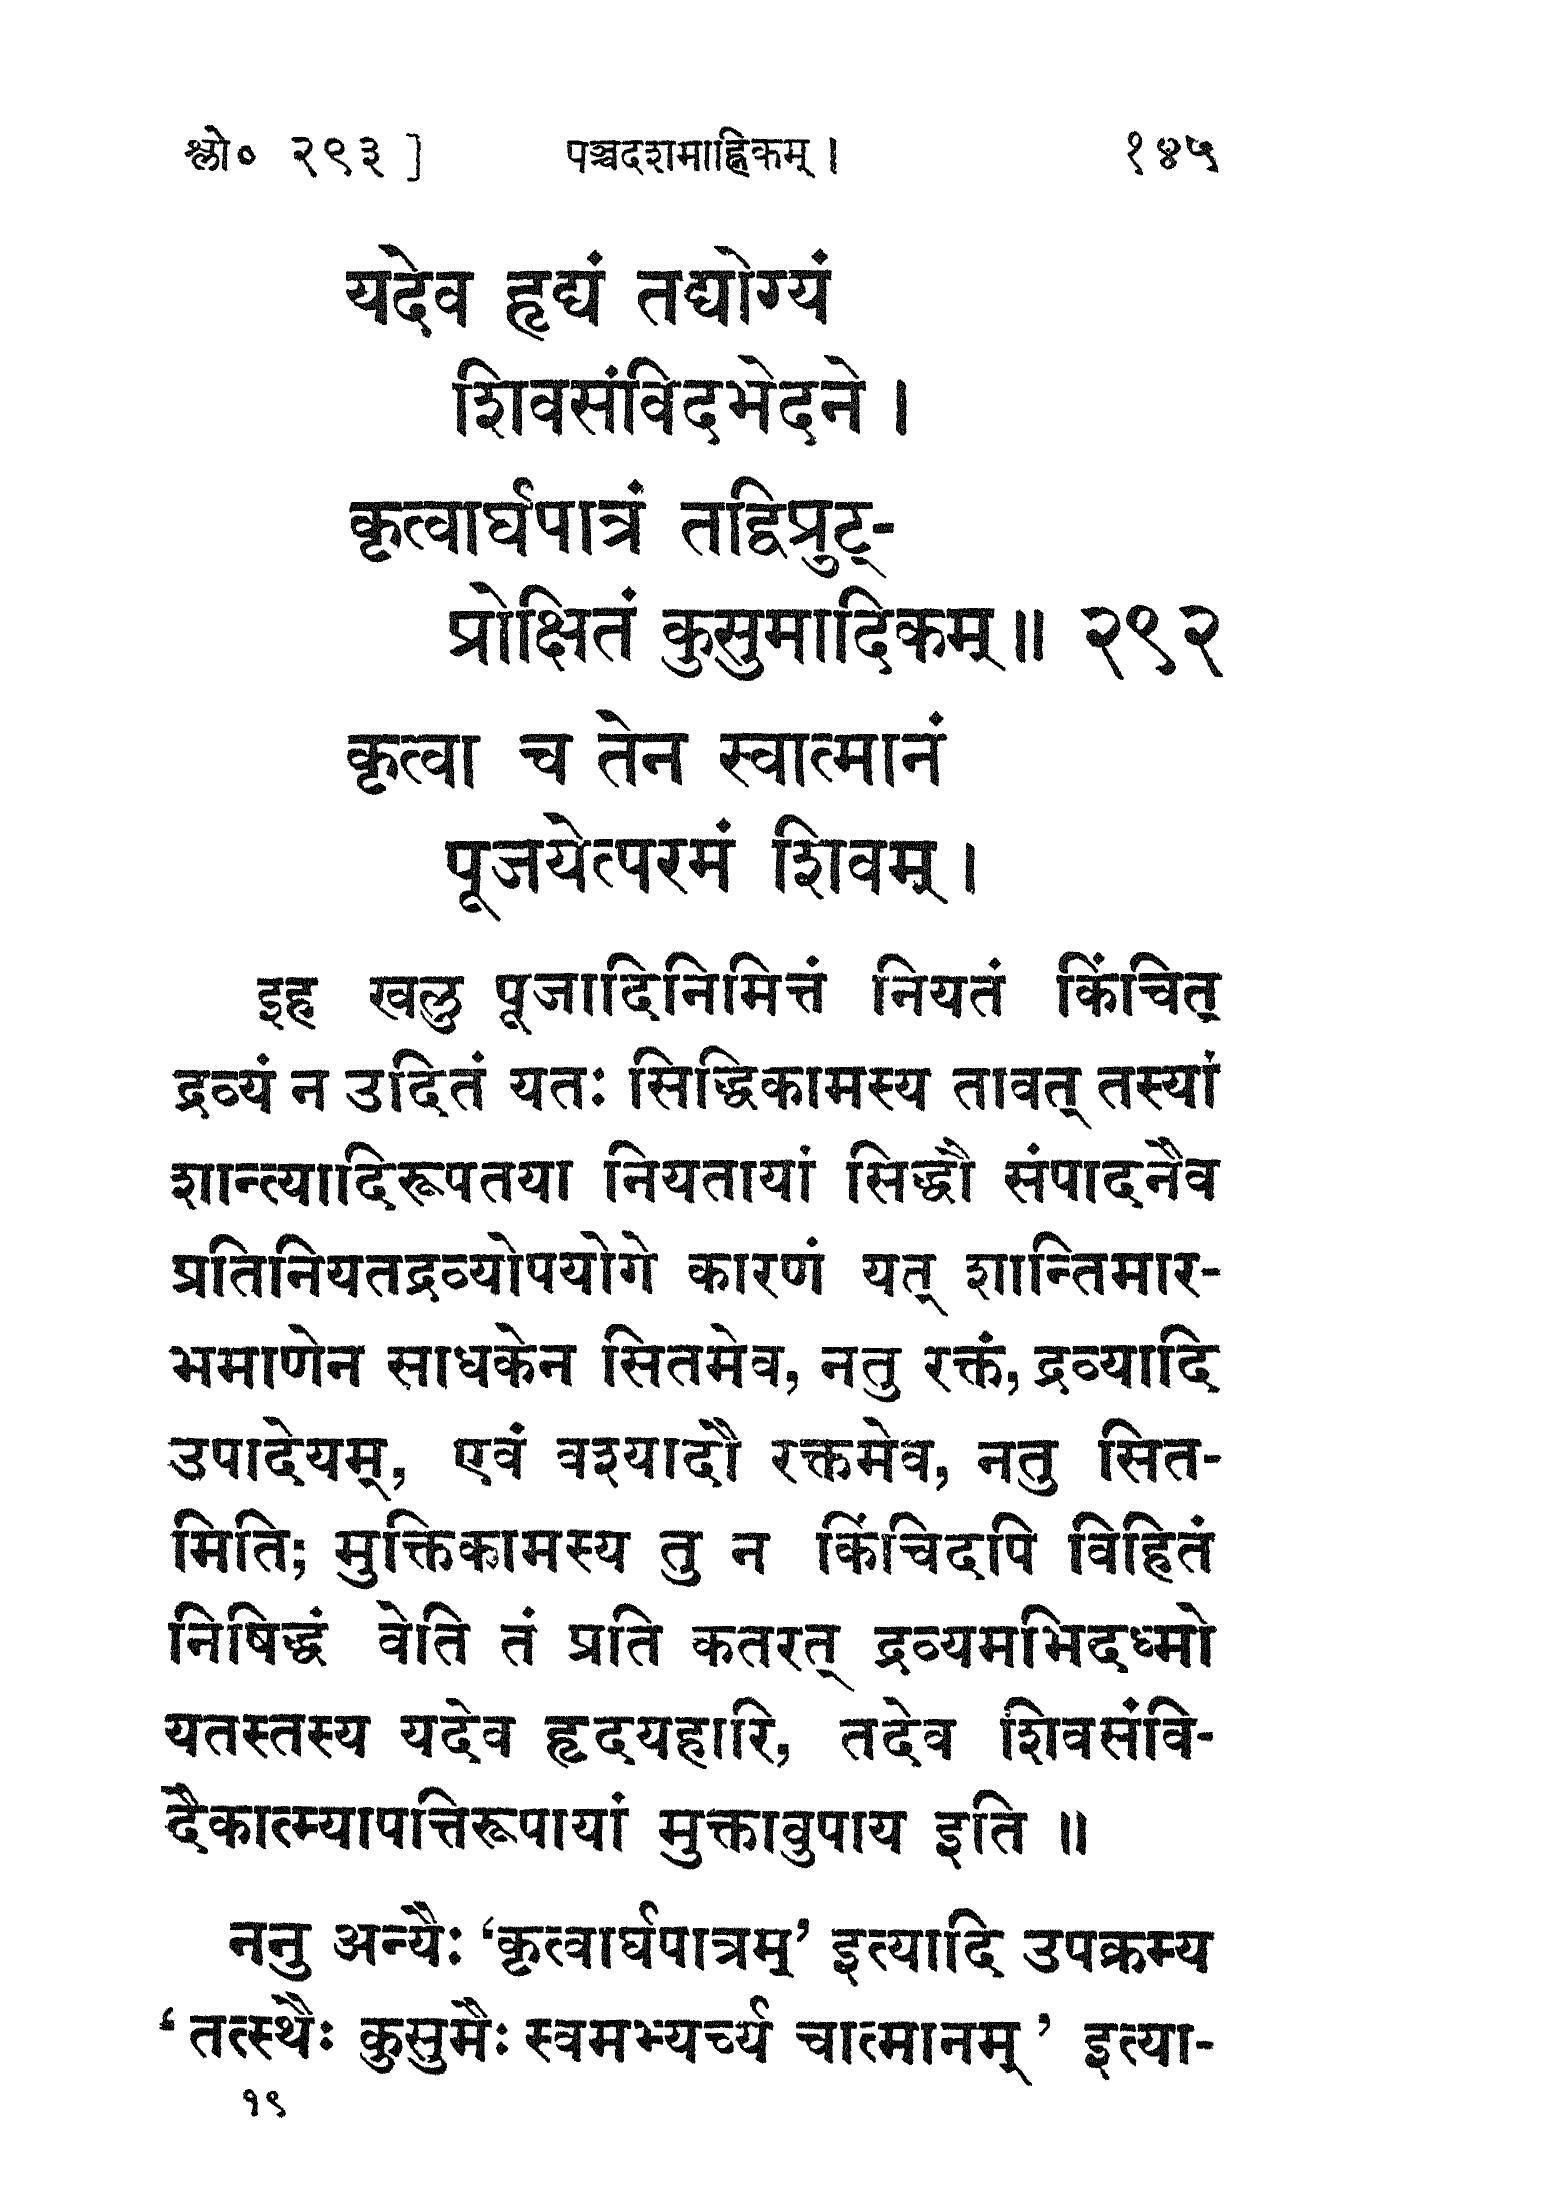 श्लो० २९३ ] पञ्चदशमाह्निकम् । १४५
यदेव हृद्यं तद्योग्यं
शिवसंविदभेदने ।
कृत्वार्घपात्रं तद्विप्रुट्-
प्रोक्षितं कुसुमादिकम् ॥ २९२
कृत्वा च तेन स्वात्मानं
पूजयेत्परमं शिवम् ।
इह खलु पूजादिनिमित्तं नियतं किंचित्
द्रव्यं न उदितं यतः सिद्धिकामस्य तावत् तस्यां
शान्त्यादिरूपतया नियतायां सिद्धौ संपादनैव
प्रतिनियतद्रव्योपयोगे कारणं यत् शान्तिमार-
भमाणेन साधकेन सितमेव, नतु रक्तं, द्रव्यादि
उपादेयम्, एवं वश्यादौ रक्तमेव, नतु सित-
मिति; मुक्तिकामस्य तु न किंचिदपि विहितं
निषिद्धं वेति तं प्रति कतरत् द्रव्यमभिदध्मो
यतस्तस्य यदेव हृदयहारि, तदेव शिवसंवि-
दैकात्म्यापत्तिरूपायां मुक्तावुपाय इति ॥
ननु अन्यैः ‘कृत्वार्घपात्रम्’ इत्यादि उपक्रम्य
‘ तत्स्थैः कुसुमैः स्वमभ्यर्च्य चात्मानम् ’ इत्या-
१९